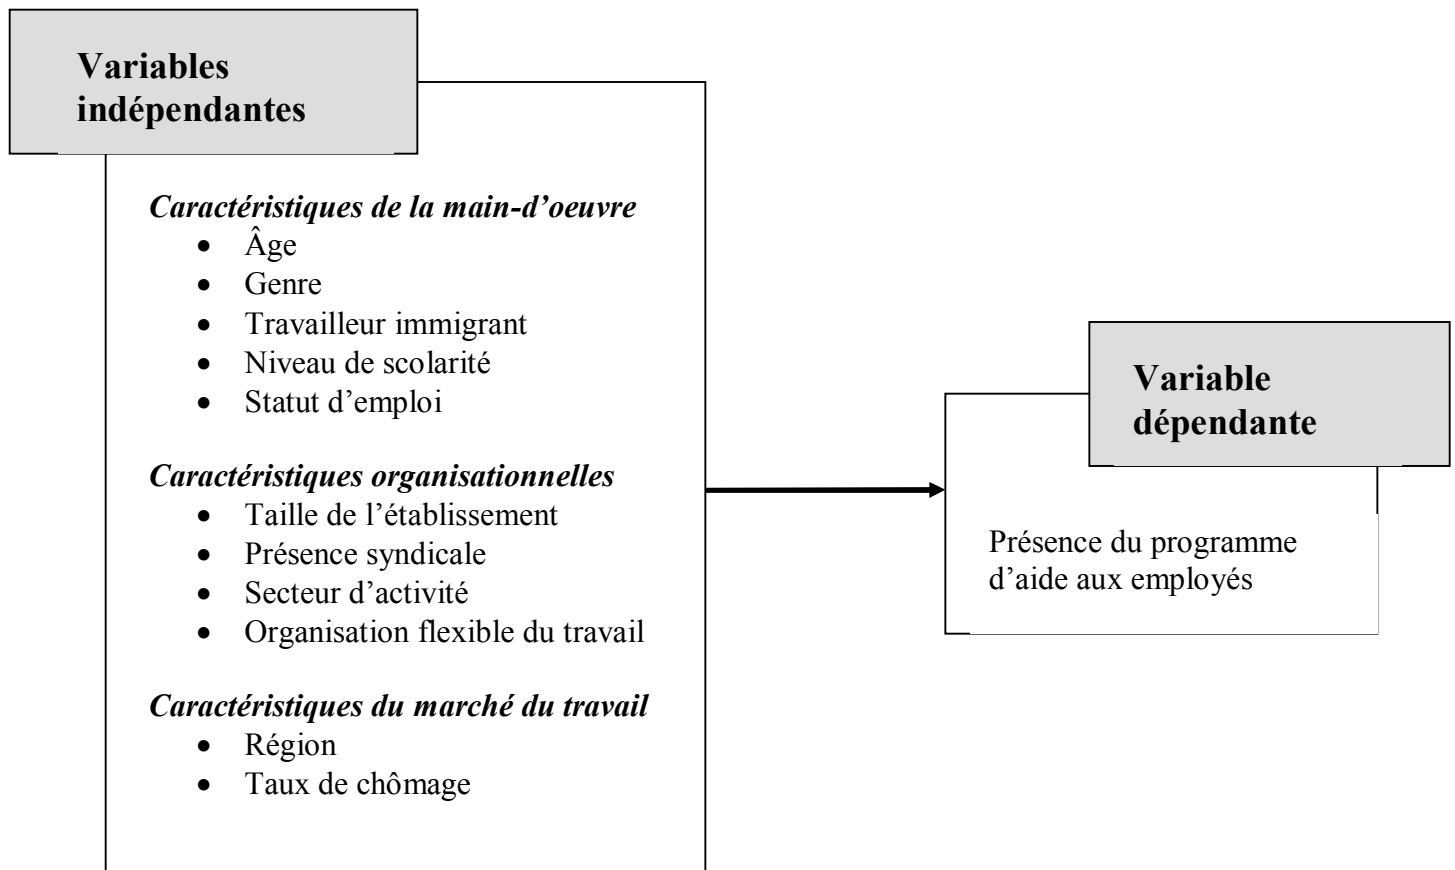 Variables
indépendantes
Caractéristiques de la main-d’oeuvre
• Âge
• Genre
• Travailleur immigrant
• Niveau de scolarité
• Statut d’emploi
Caractéristiques organisationnelles
• Taille de l’établissement
• Présence syndicale
• Secteur d’activité
• Organisation flexible du travail
Caractéristiques du marché du travail
• Région
• Taux de chômage
Variable
dépendante
Présence du programme
d’aide aux employés